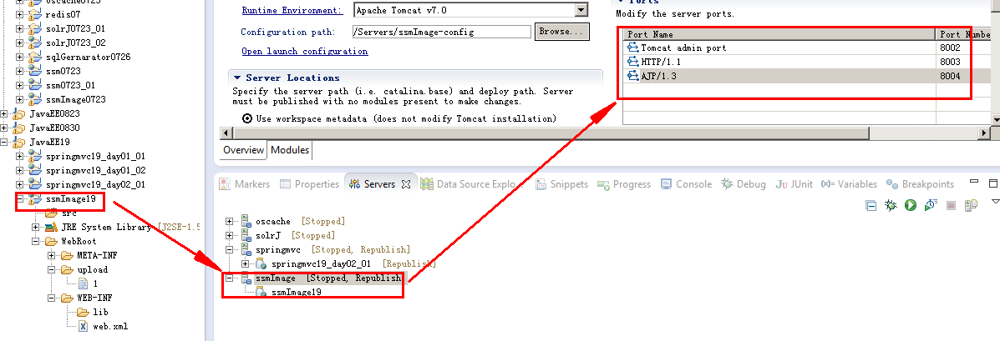 oscache0723
redis07
solrJ0723_01
solrJ0723_02
sqlGernarator0726
ssm0723
ssm0723_01
ssmImage0723
JavaEE0823
JavaEE0830
JavaEE19
springmvc19_day01_01
springmvc19_day01_02
springmvc19_day02_01
ssmImage19
src
JRE System Library [J2SE-1.5
WebRoot
META-INF
upload
1
WEB-INF
lib
web.xml
Runtime Environment: Apache Tomcat v7.0
Configuration path: /Servers/ssmImage-config Browse...
Open launch configuration
Server Locations
Specify the server path (i.e. catalina.base) and deploy path. Server
must be published with no modules present to make changes.
Use workspace metadata (does not modify Tomcat installation)
Ports
Modify the server ports.
Port Name Port Numbe
Tomcat admin port 8002
HTTP/1.1 8003
AJP/1.3 8004
Overview Modules
Markers Properties Servers Data Source Explo... Snippets Progress Console Debug JUnit Variables Breakpoints
oscache [Stopped]
solrJ [Stopped]
springmvc [Stopped, Republish]
springmvc19_day02_01 [Republish]
ssmImage [Stopped, Republish
ssmImage19